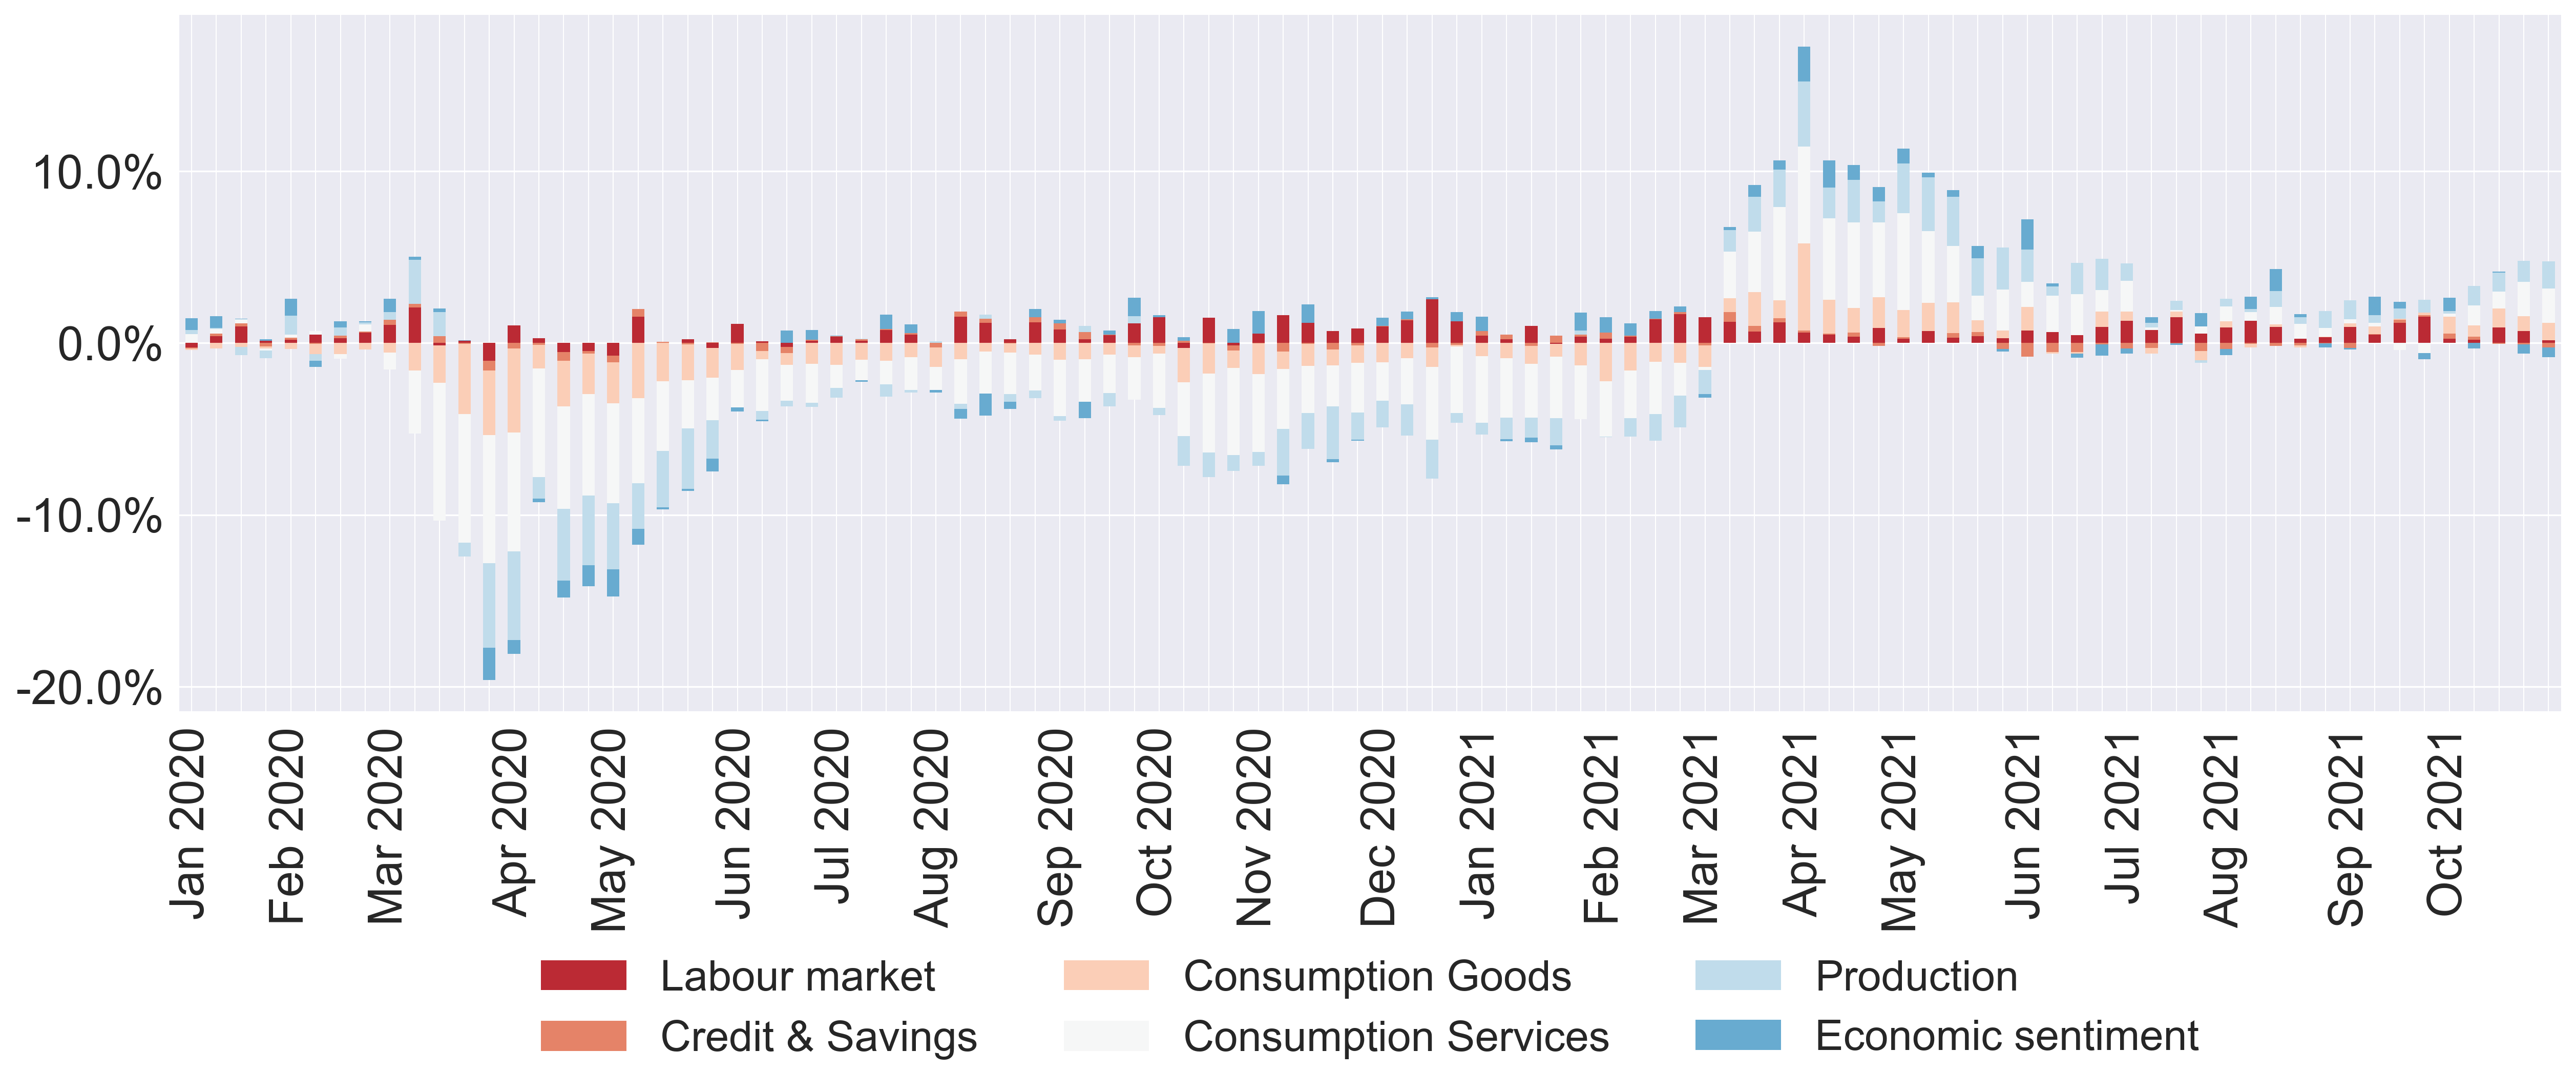 10.0%
0.0%
-10.0%
-20.0%
Jan 2020
Feb 2020
Mar 2020
Apr 2020
May 2020
Jun 2020
Jul 2020
Aug 2020
Sep 2020
Oct 2020
Nov 2020
Dec 2020
Jan 2021
Feb 2021
Mar 2021
Apr 2021
May 2021
Jun 2021
Jul 2021
Aug 2021
Sep 2021
Oct 2021
Labour market
Consumption Goods
Production
Credit & Savings
Consumption Services
Economic sentiment